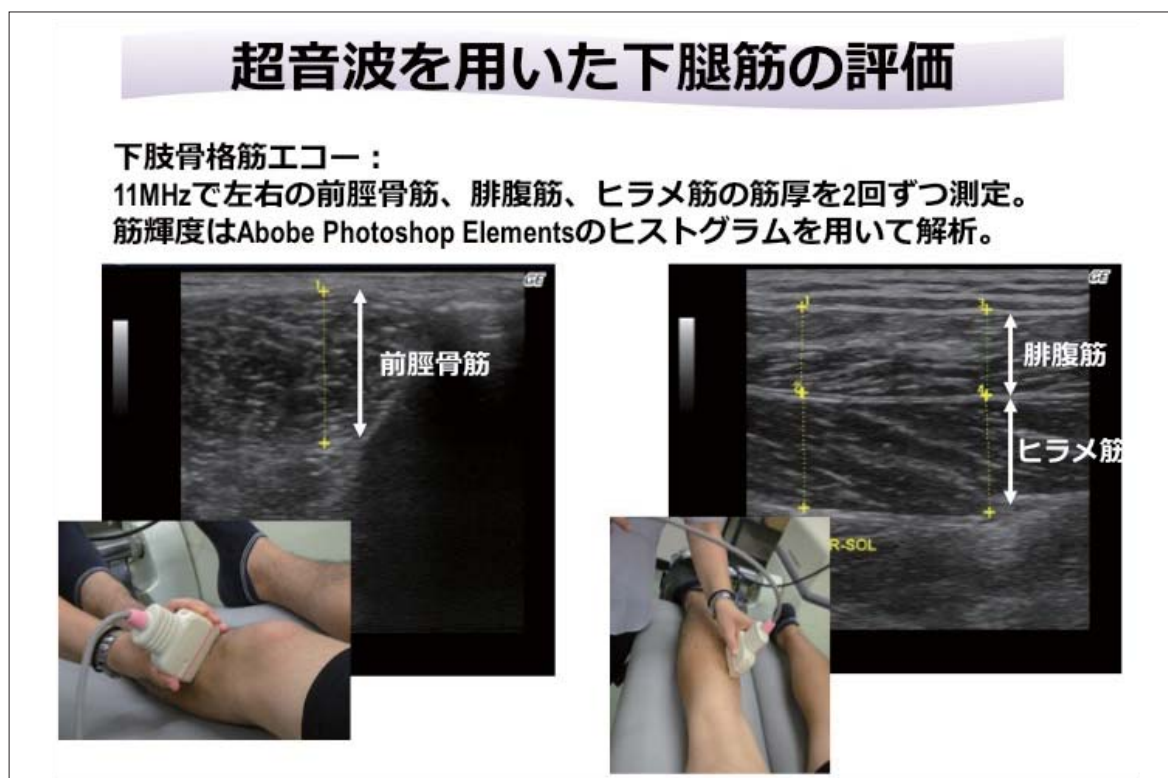 超音波を用いた下腿筋の評価
下肢骨格筋エコー：
11MHzで左右の前脛骨筋、腓腹筋、ヒラメ筋の筋厚を2回ずつ測定。
筋輝度はAbobe Photoshop Elementsのヒストグラムを用いて解析。
GE
1
前脛骨筋
GE
1
3
腓腹筋
2
4
ヒラメ筋
R-SOL